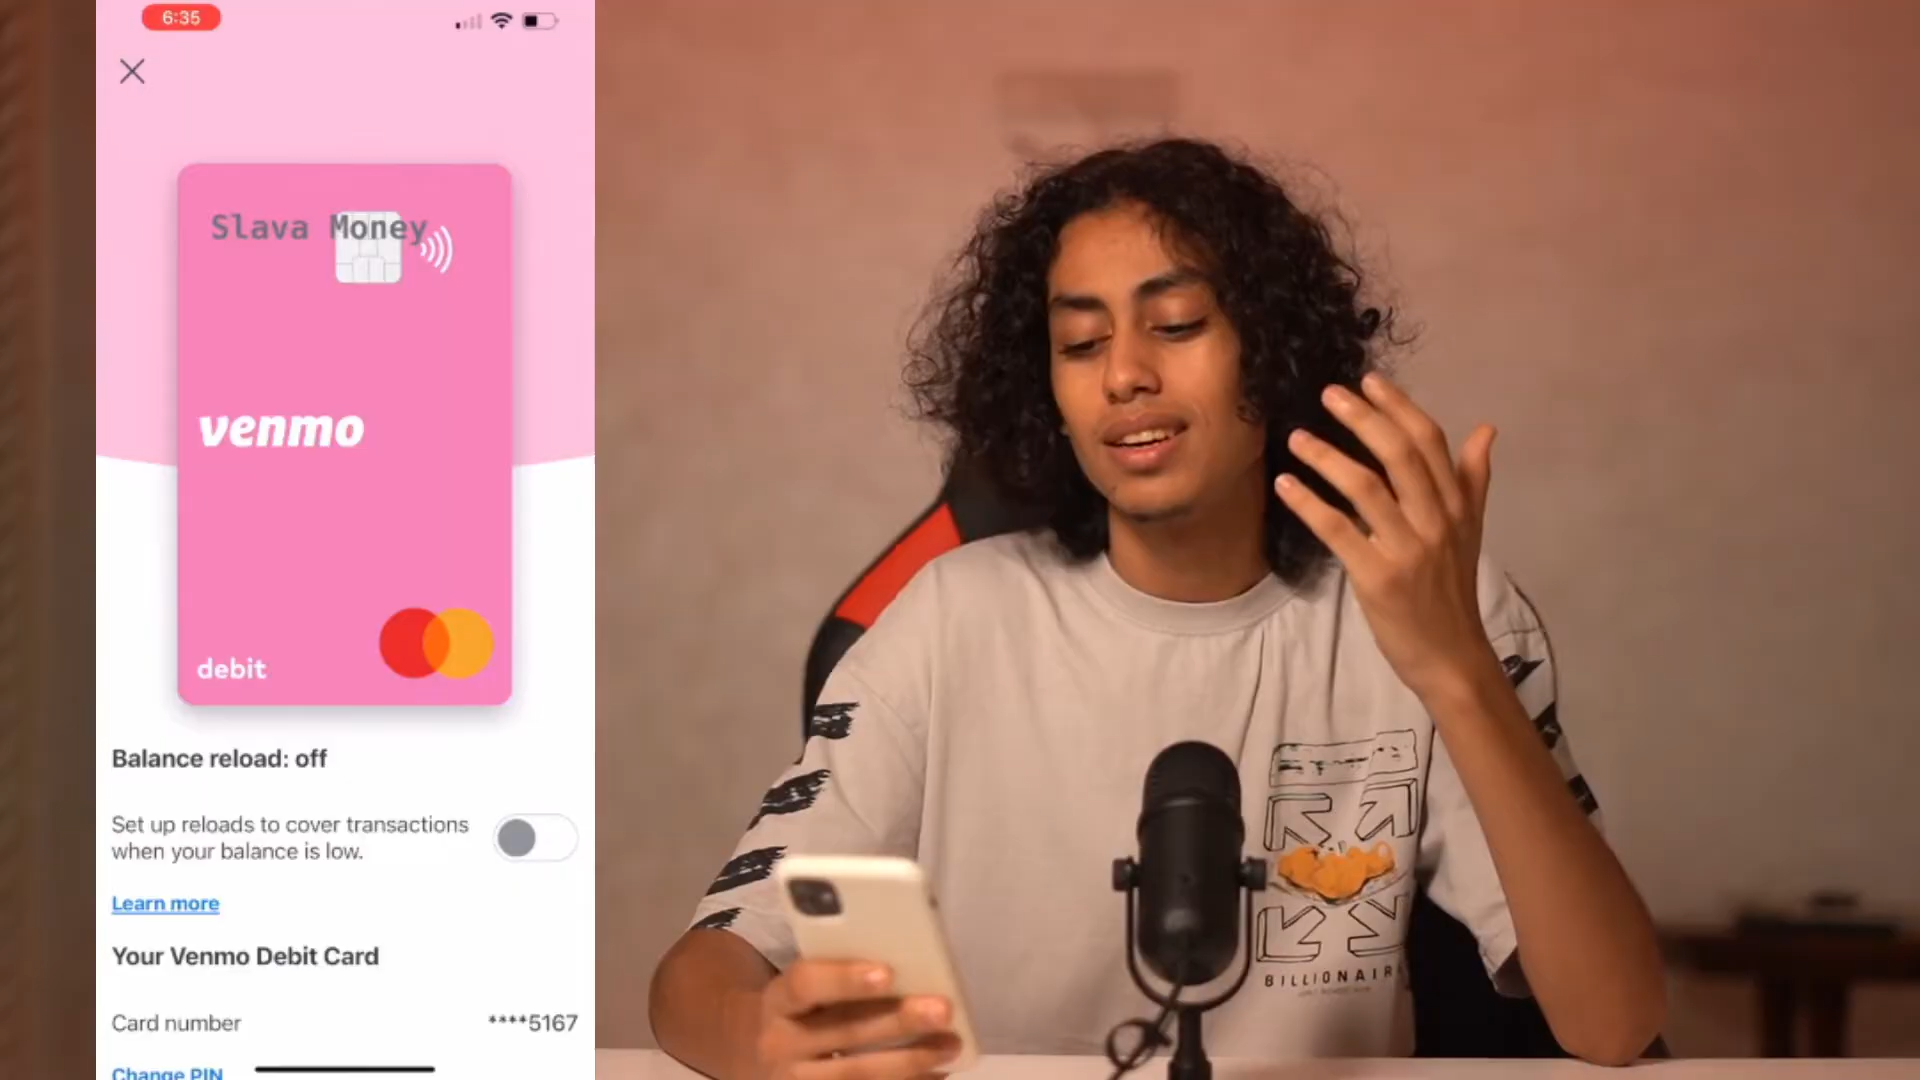 6:35
Slava Money
venmo
debit
Balance reload: off
Set up reloads to cover transactions
when your balance is low.
Learn more
Your Venmo Debit Card
Card number
****5167
Change PIN
BILLIONAIR